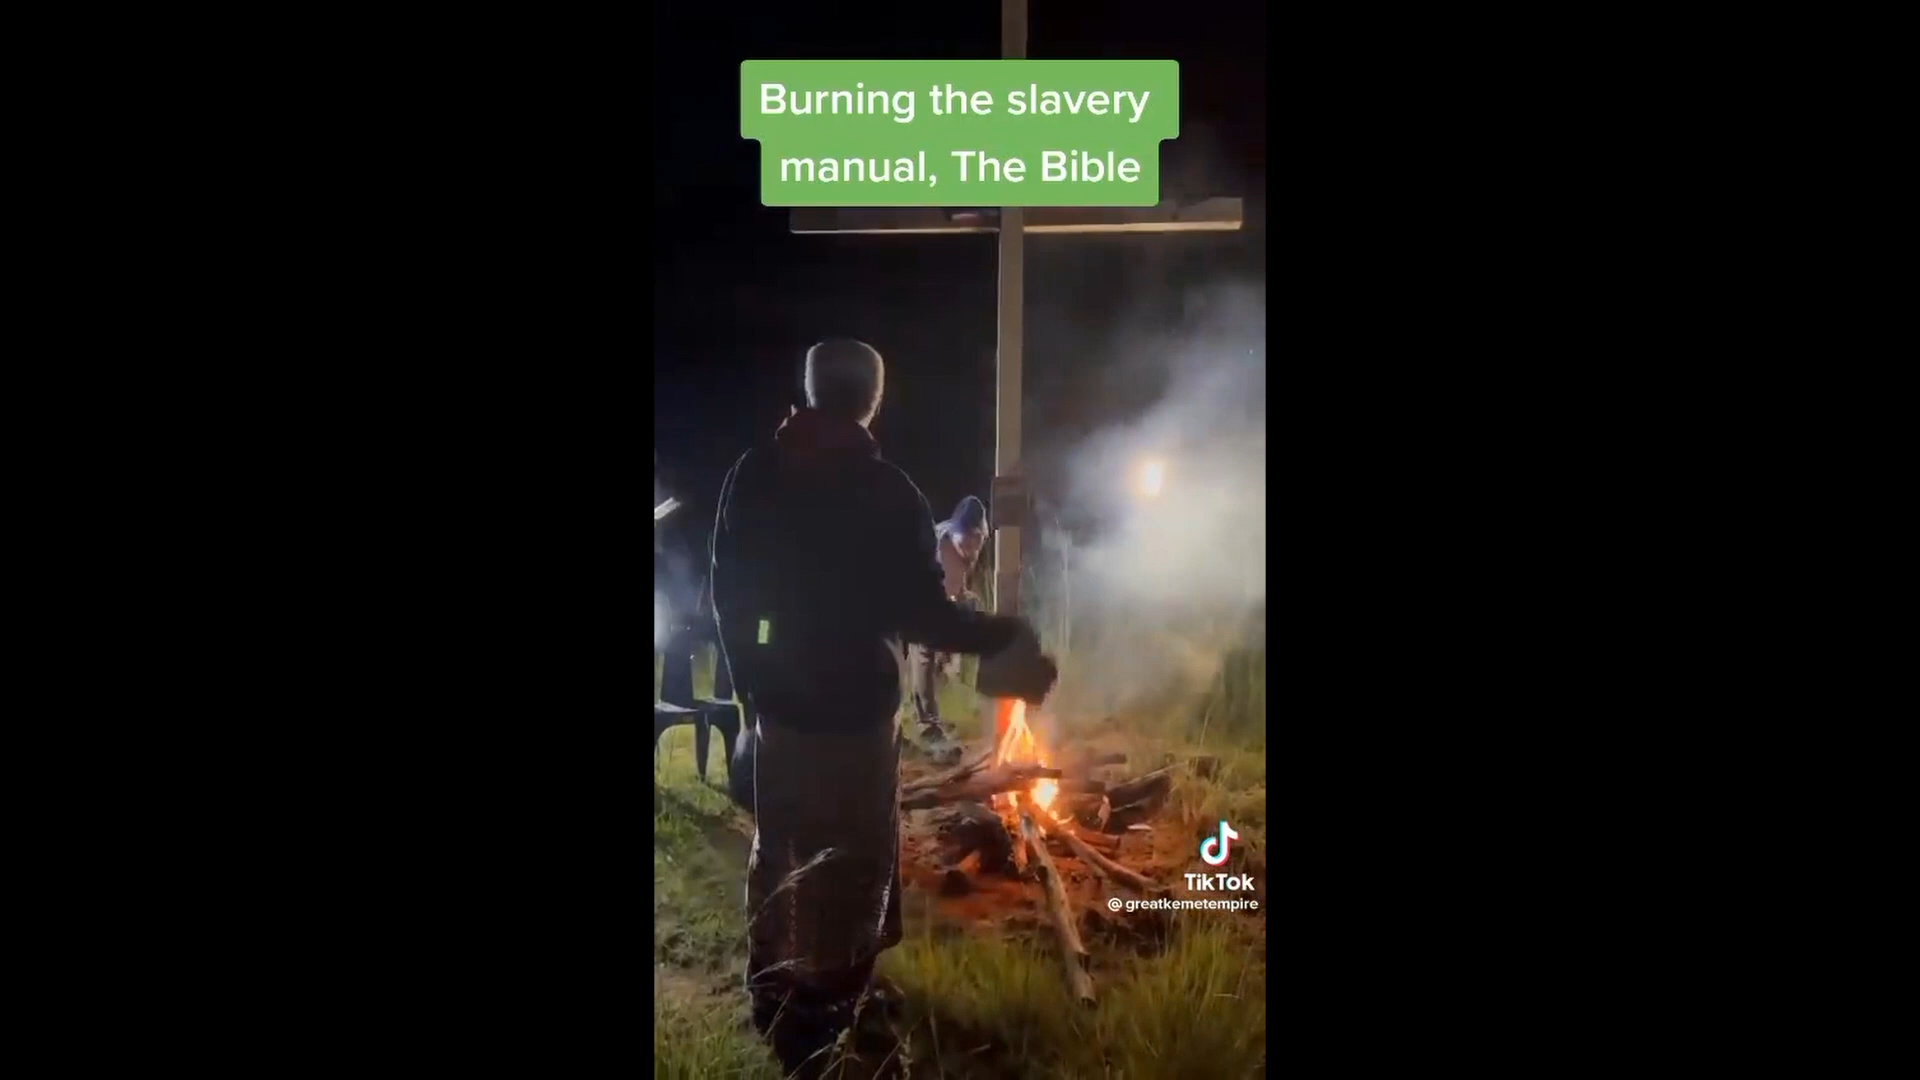 Burning the slavery
manual, The Bible
TikTok
@greatkemetempire